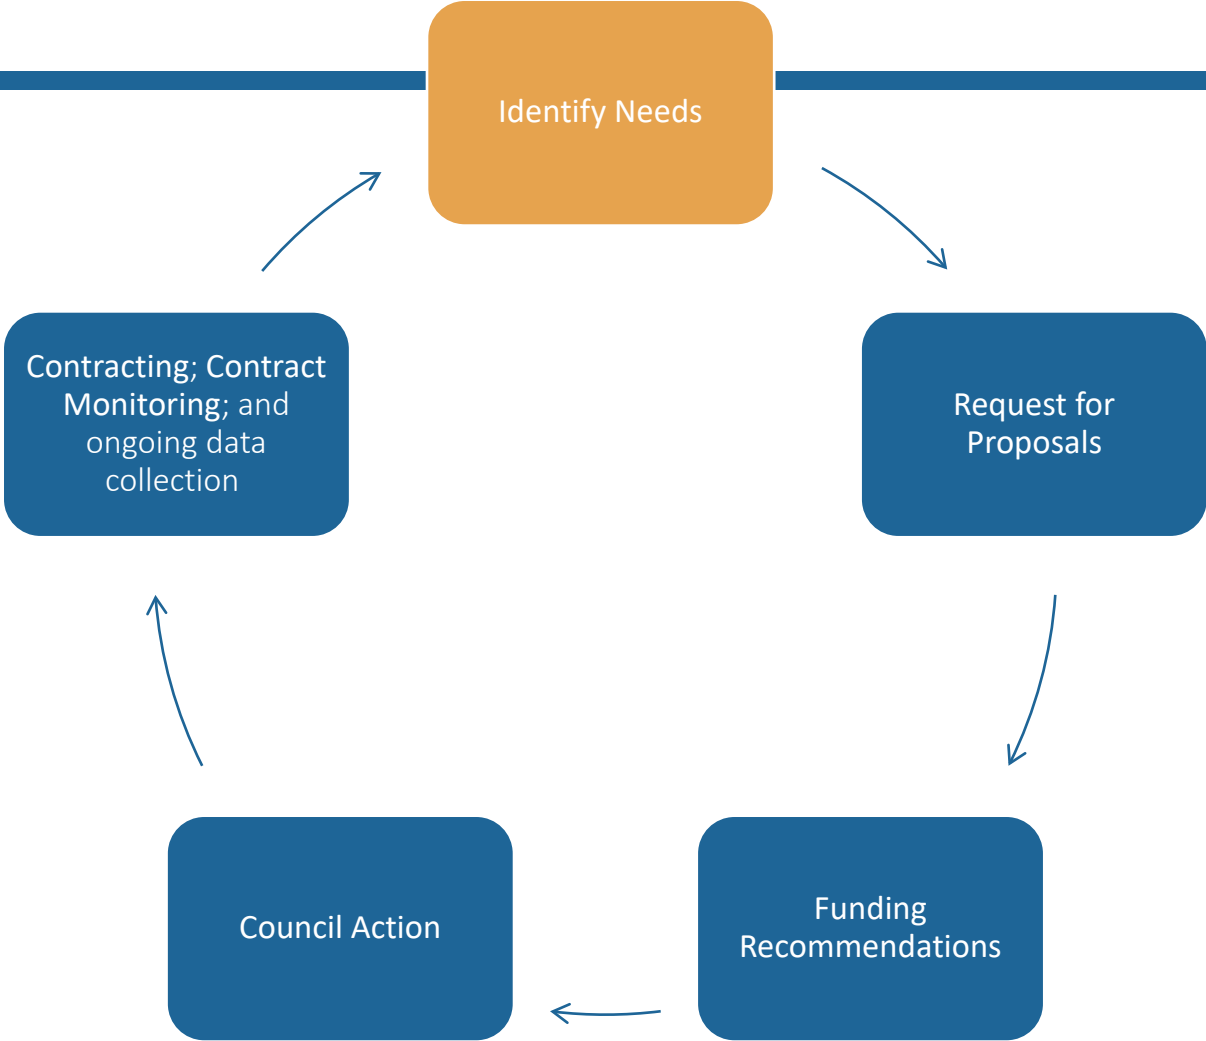 Identify Needs
Request for
Proposals
Funding
Recommendations
Council Action
Contracting; Contract
Monitoring; and
ongoing data
collection